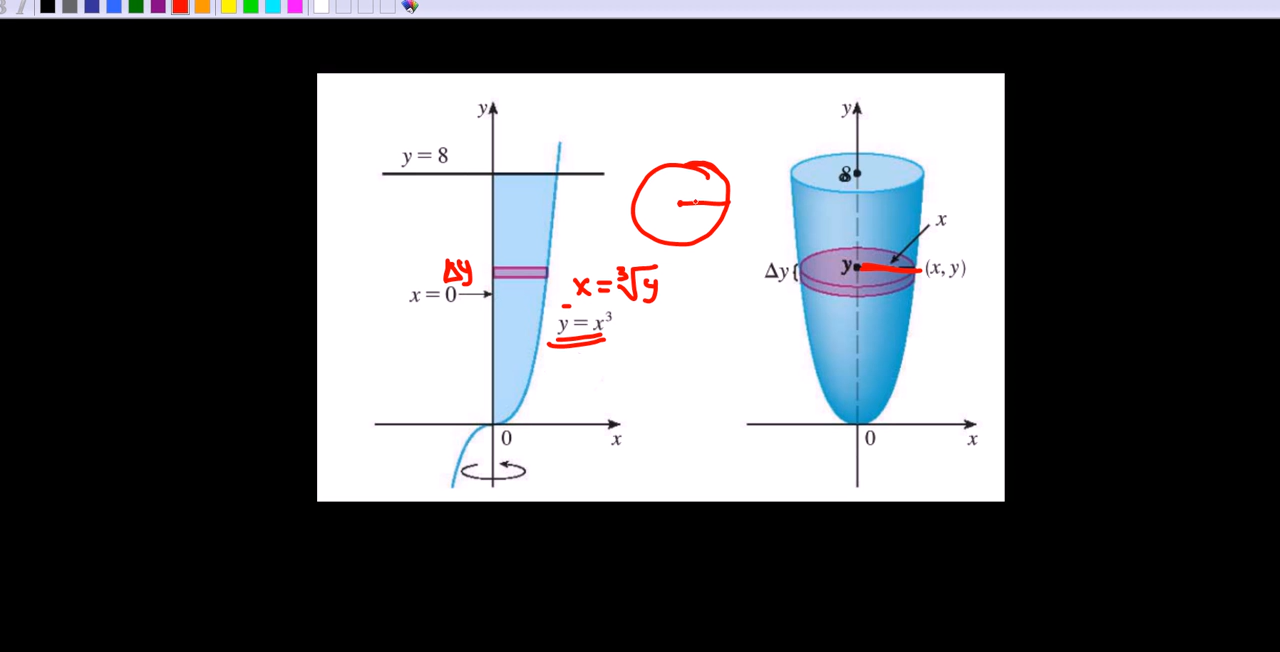 y
y = 8
Δy
x = 0
x = ∛y
y = x³
0
x
y
8
x
Δy{
y
(x, y)
0
x